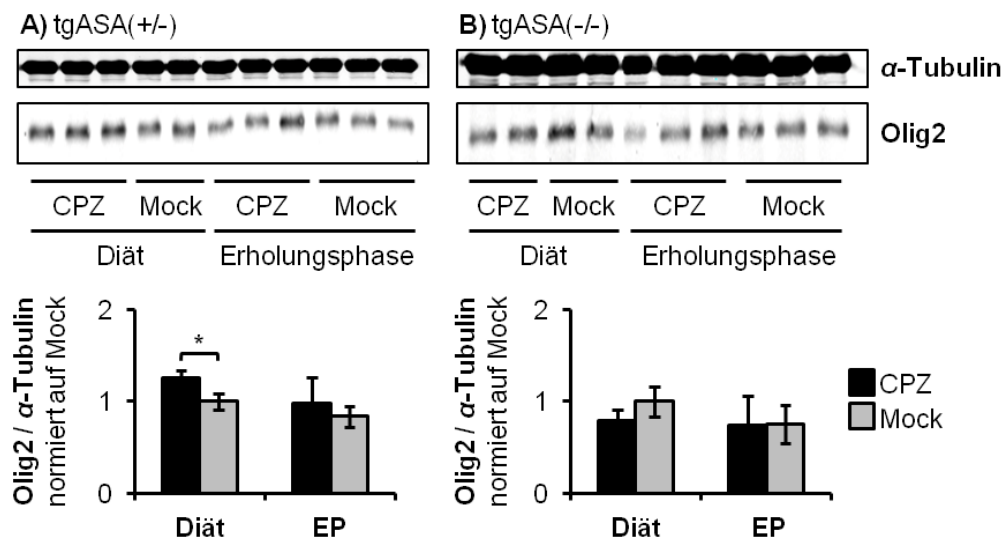 A) tgASA(+/-)
B) tgASA(-/-)
α-Tubulin
Olig2
CPZ Mock CPZ Mock
Diät Erholungsphase
CPZ Mock CPZ Mock
Diät Erholungsphase
Olig2 / α-Tubulin
normiert auf Mock
2
1
0
*
Diät EP
Olig2 / α-Tubulin
normiert auf Mock
2
1
0
Diät EP
CPZ
Mock